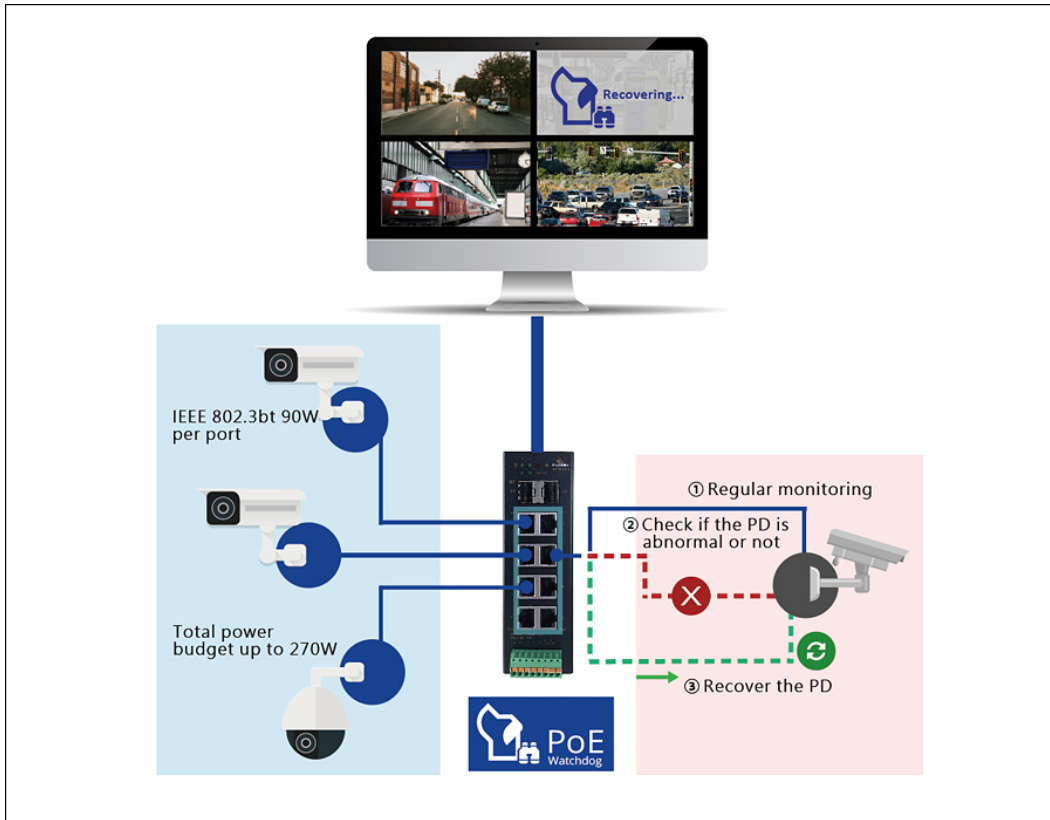 Recovering...
IEEE 802.3bt 90W
per port
① Regular monitoring
② Check if the PD is
abnormal or not
Total power
budget up to 270W
③ Recover the PD
PoE
Watchdog